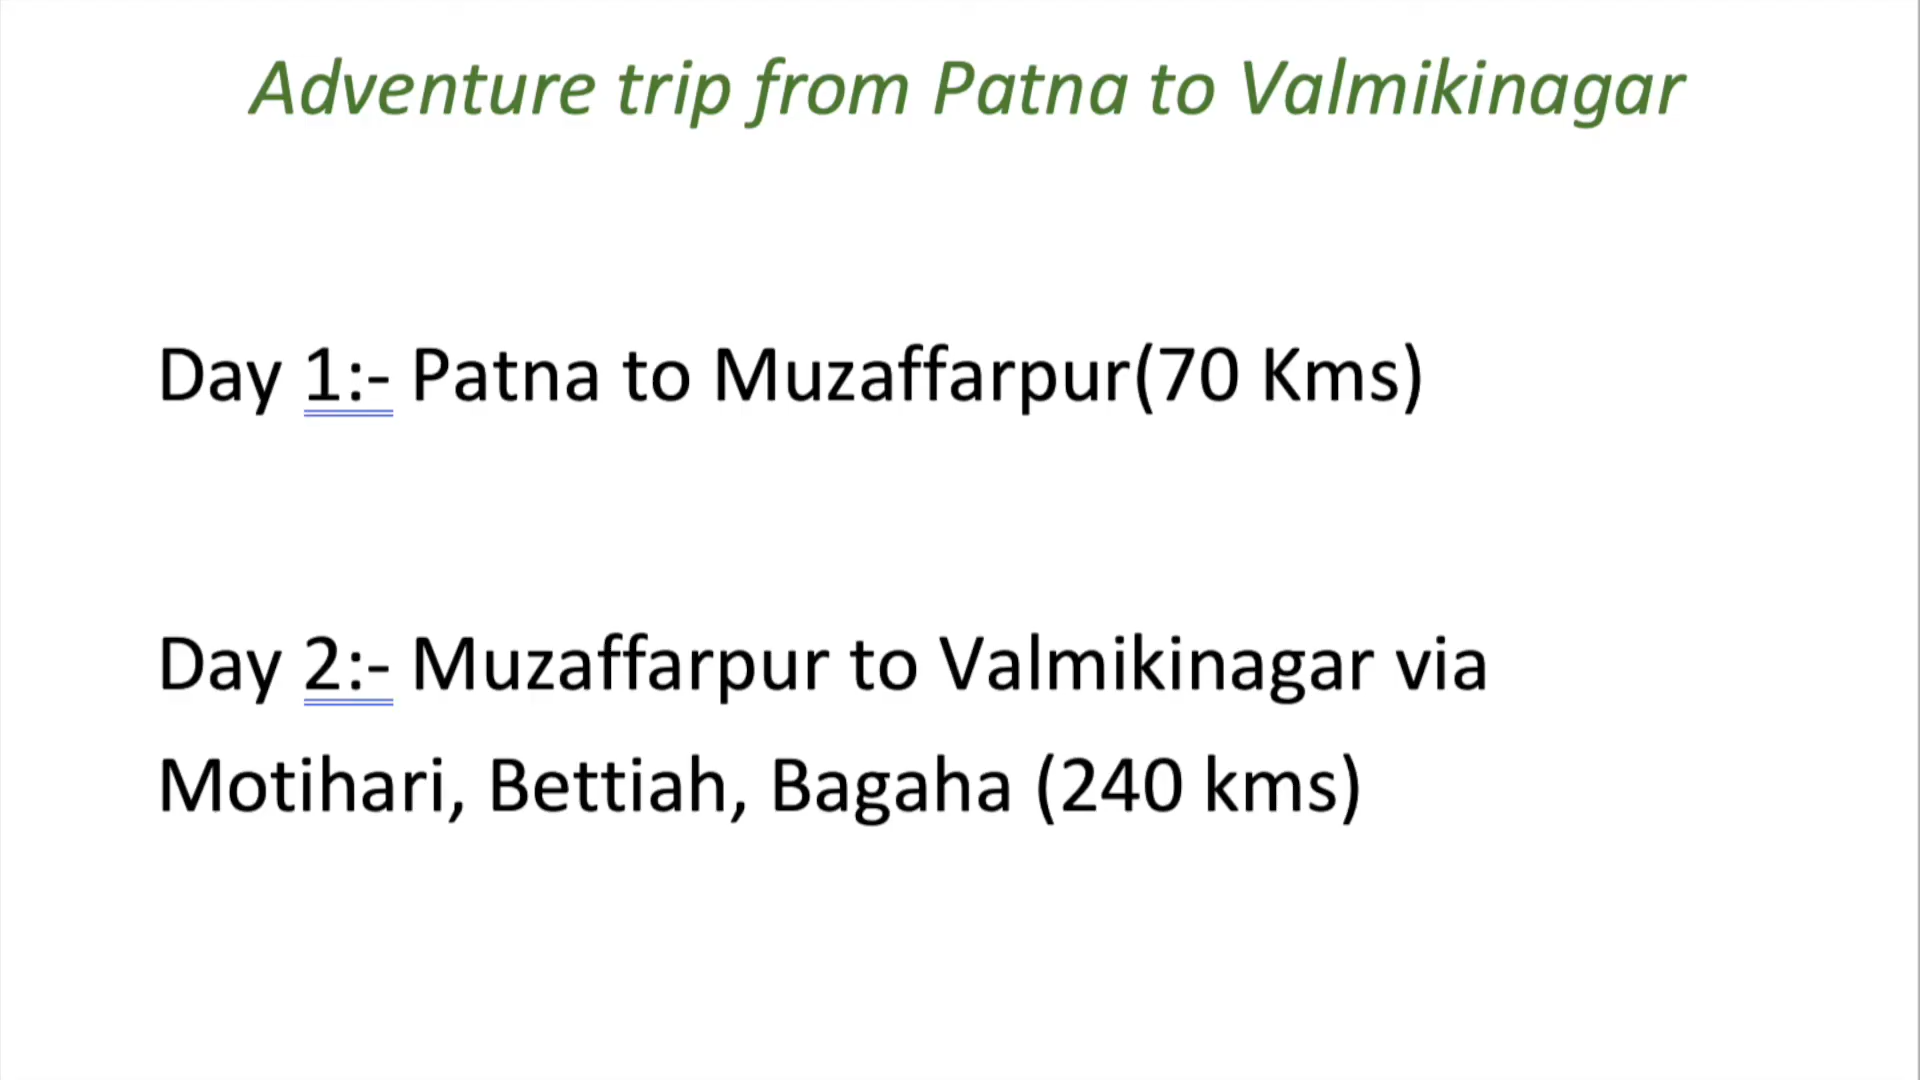 Adventure trip from Patna to Valmikinagar
Day 1:- Patna to Muzaffarpur(70 Kms)
Day 2:- Muzaffarpur to Valmikinagar via
Motihari, Bettiah, Bagaha (240 kms)